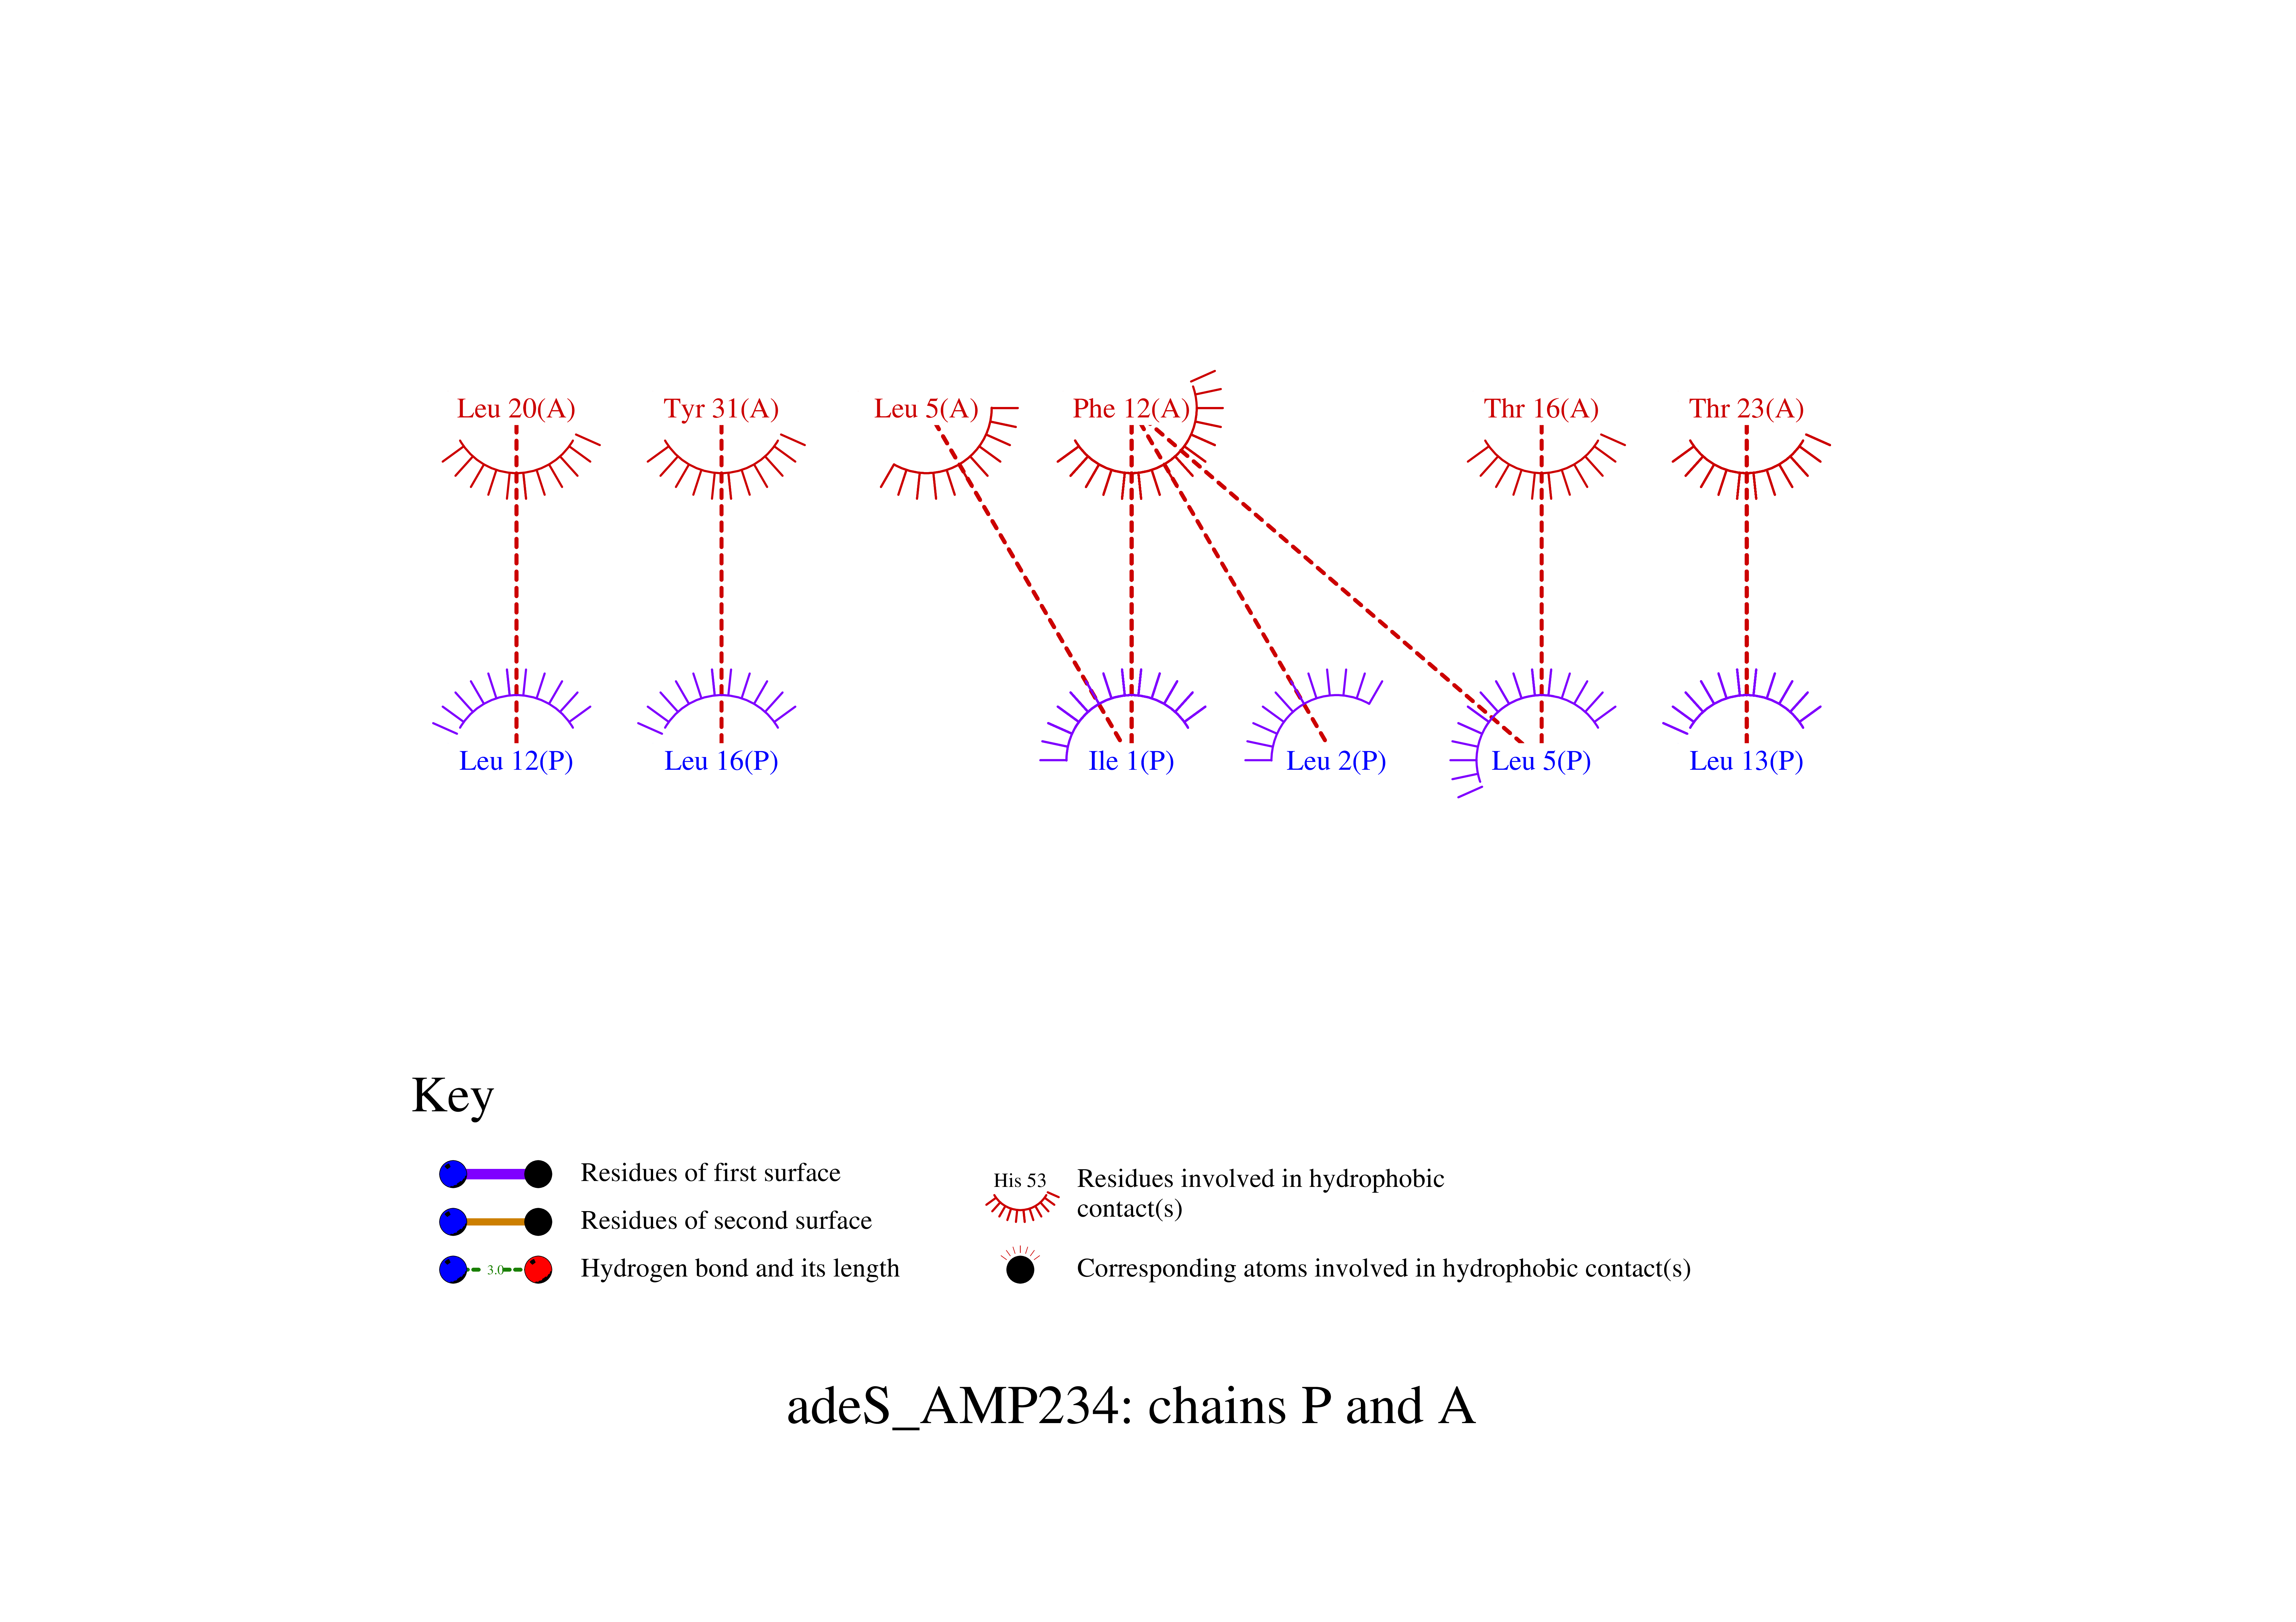 Leu 20(A) Tyr 31(A) Leu 5(A) Phe 12(A) Thr 16(A) Thr 23(A)
Leu 12(P) Leu 16(P) Ile 1(P) Leu 2(P) Leu 5(P) Leu 13(P)
Key
Residues of first surface
Residues of second surface
3.0
Hydrogen bond and its length
His 53
Residues involved in hydrophobic
contact(s)
Corresponding atoms involved in hydrophobic contact(s)
adeS_AMP234: chains P and A